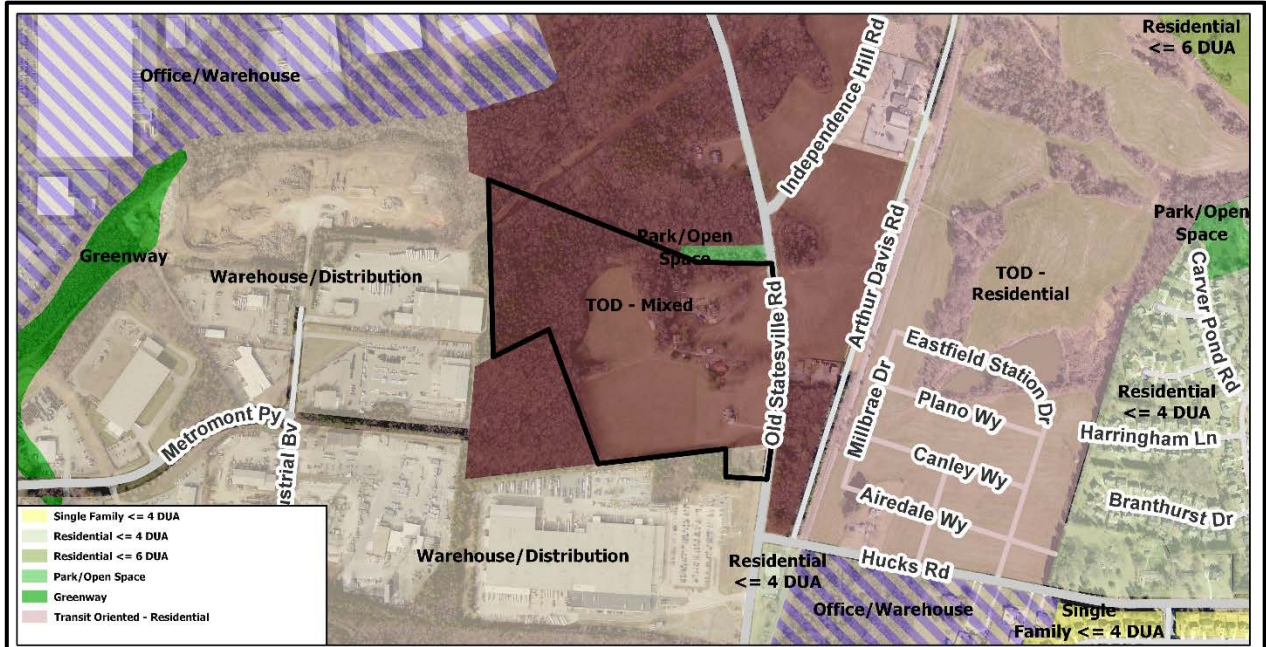 Residential
<= 6 DUA
Office/Warehouse
Independence Hill Rd
Park/Open
Space
Carver Pond Rd
Greenway
Warehouse/Distribution
Park/Open
Space
TOD - Mixed
Old Statesville Rd
Arthur Davis Rd
TOD -
Residential
Millbrae Dr
Eastfield Station Dr
Plano Wy
Canley Wy
Airedale Wy
Residential
<= 4 DUA
Harringham Ln
Branthurst Dr
Metromont Py
ustrial Bv
Warehouse/Distribution
Residential
<= 4 DUA
Hucks Rd
Office/Warehouse
Single
Family <= 4 DUA
Single Family <= 4 DUA
Residential <= 4 DUA
Residential <= 6 DUA
Park/Open Space
Greenway
Transit Oriented - Residential